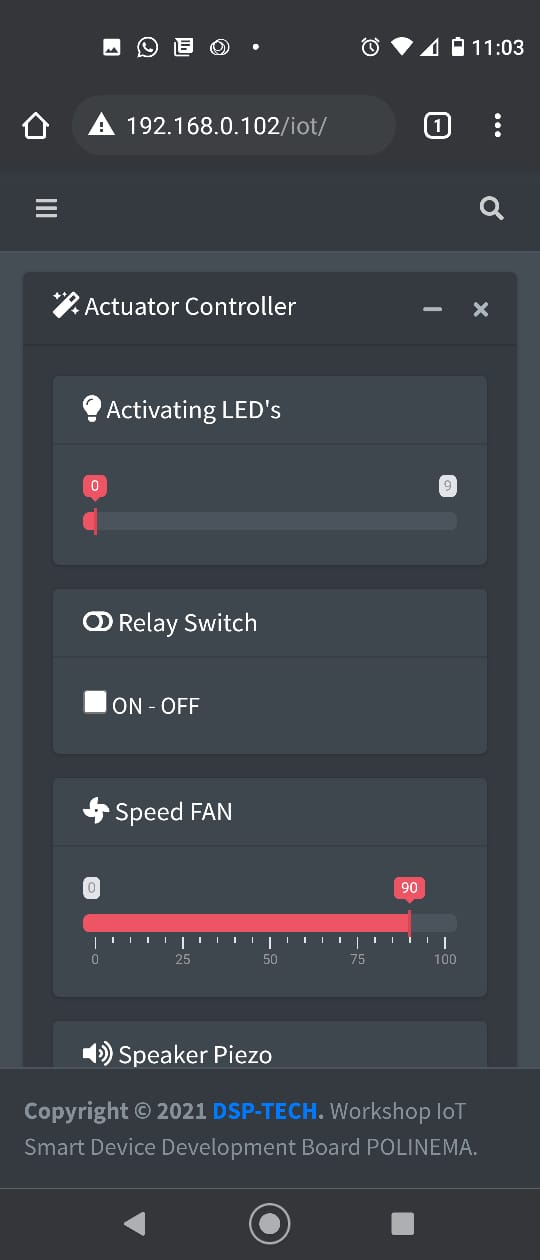 11:03
192.168.0.102/iot/
1
Actuator Controller
Activating LED's
0
9
Relay Switch
ON - OFF
Speed FAN
0
90
0 25 50 75 100
Speaker Piezo
Copyright © 2021 DSP-TECH. Workshop IoT
Smart Device Development Board POLINEMA.